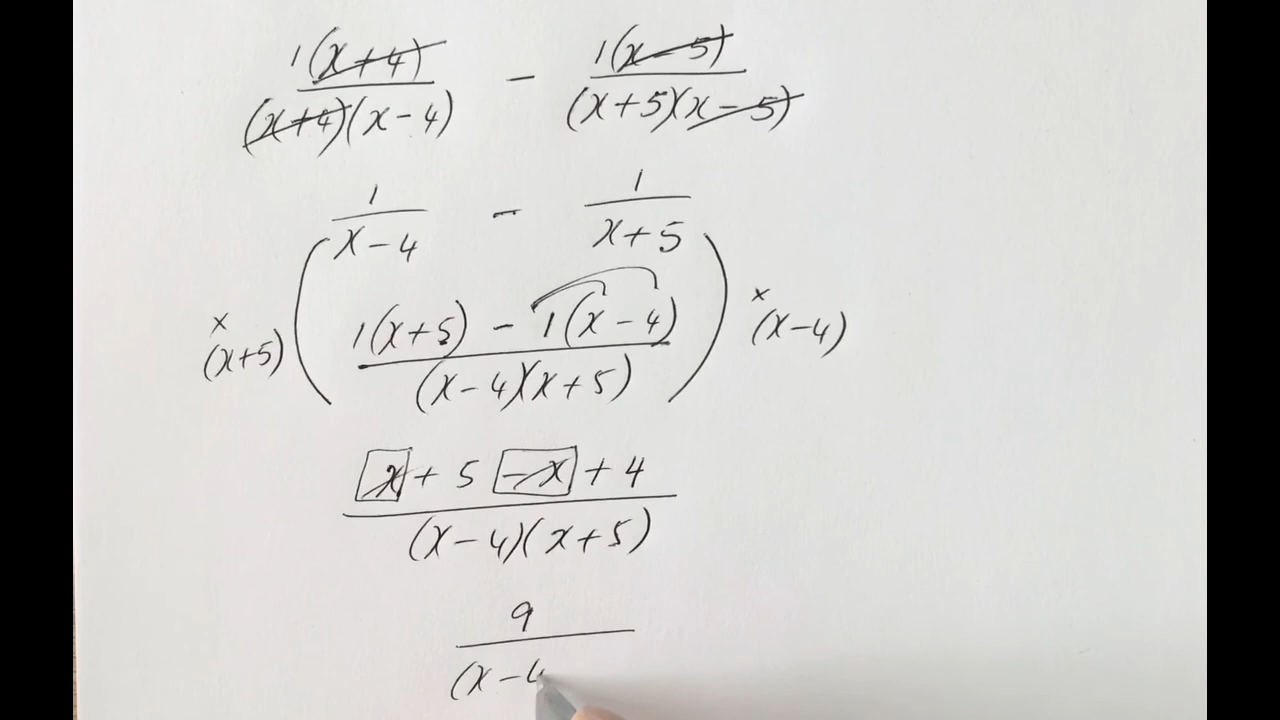 1(x+4) / (x+4)(x-4) - 1(x-5) / (x+5)(x-5)
1 / x-4 - 1 / x+5
x (x+5) ( 1(x+5) - 1(x-4) / (x-4)(x+5) ) x (x-4)
x + 5 - x + 4 / (x-4)(x+5)
9 / (x-4